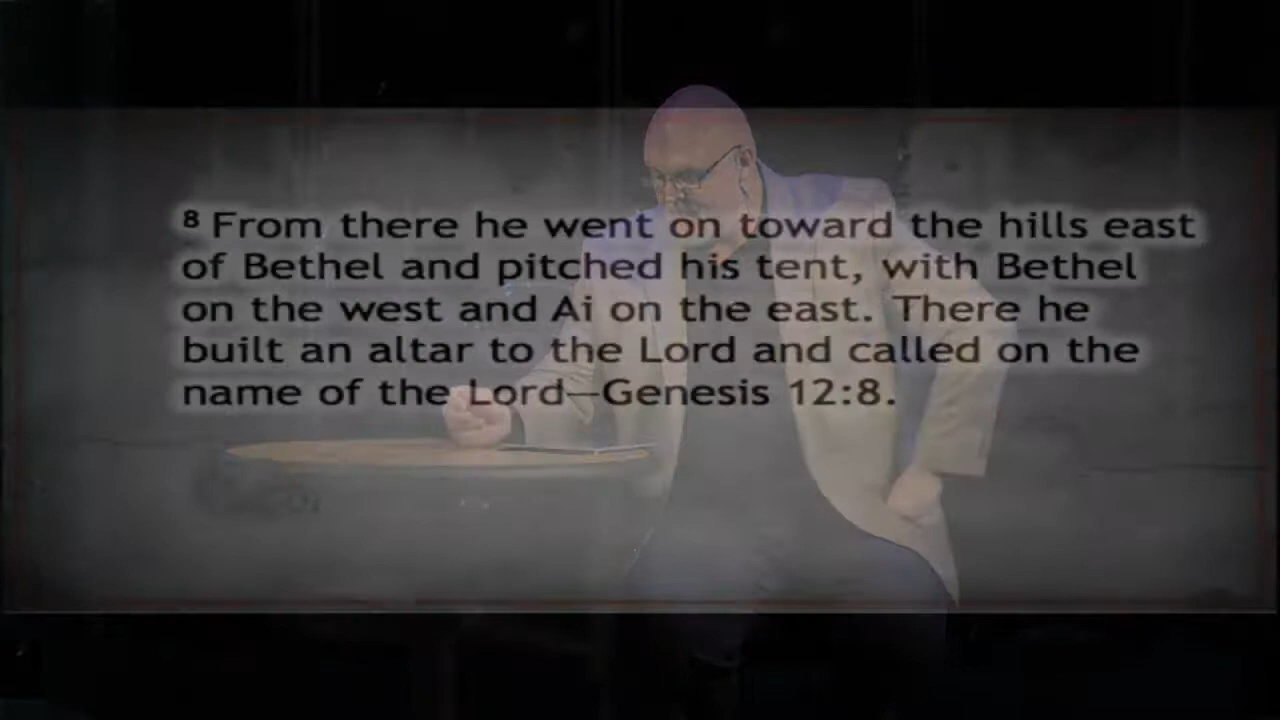 ⁸ From there he went on toward the hills east
of Bethel and pitched his tent, with Bethel
on the west and Ai on the east. There he
built an altar to the Lord and called on the
name of the Lord—Genesis 12:8.